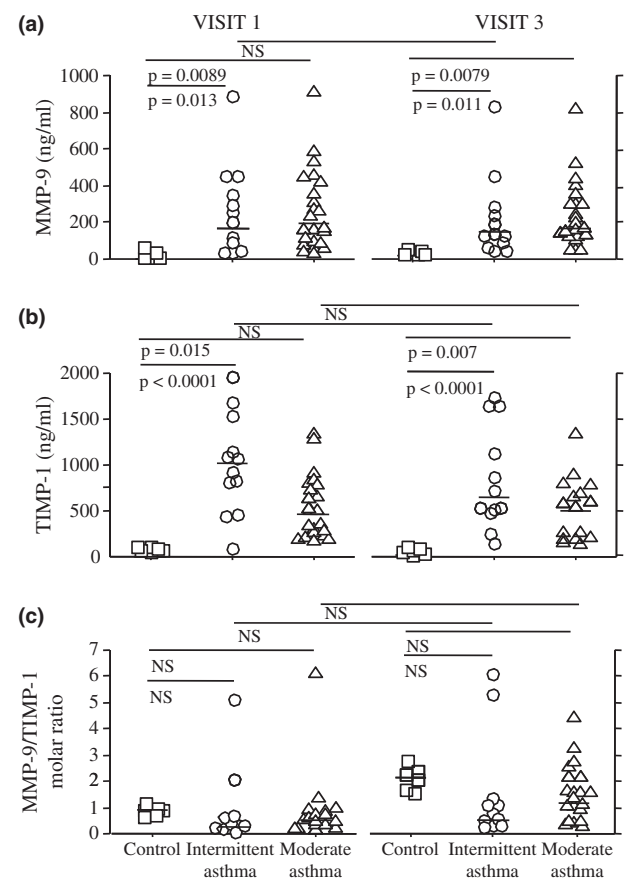 (a) VISIT 1 VISIT 3
NS
p = 0.0089 p = 0.0079
p = 0.013 p = 0.011
MMP-9 (ng/ml)
1000
800
600
400
200
0
(b)
NS
NS
p = 0.015 p = 0.007
p < 0.0001 p < 0.0001
TIMP-1 (ng/ml)
2000
1500
1000
500
0
(c)
NS
NS NS
NS NS
MMP-9/TIMP-1
molar ratio
7
6
5
4
3
2
1
0
Control Intermittent Moderate Control Intermittent Moderate
asthma asthma asthma asthma